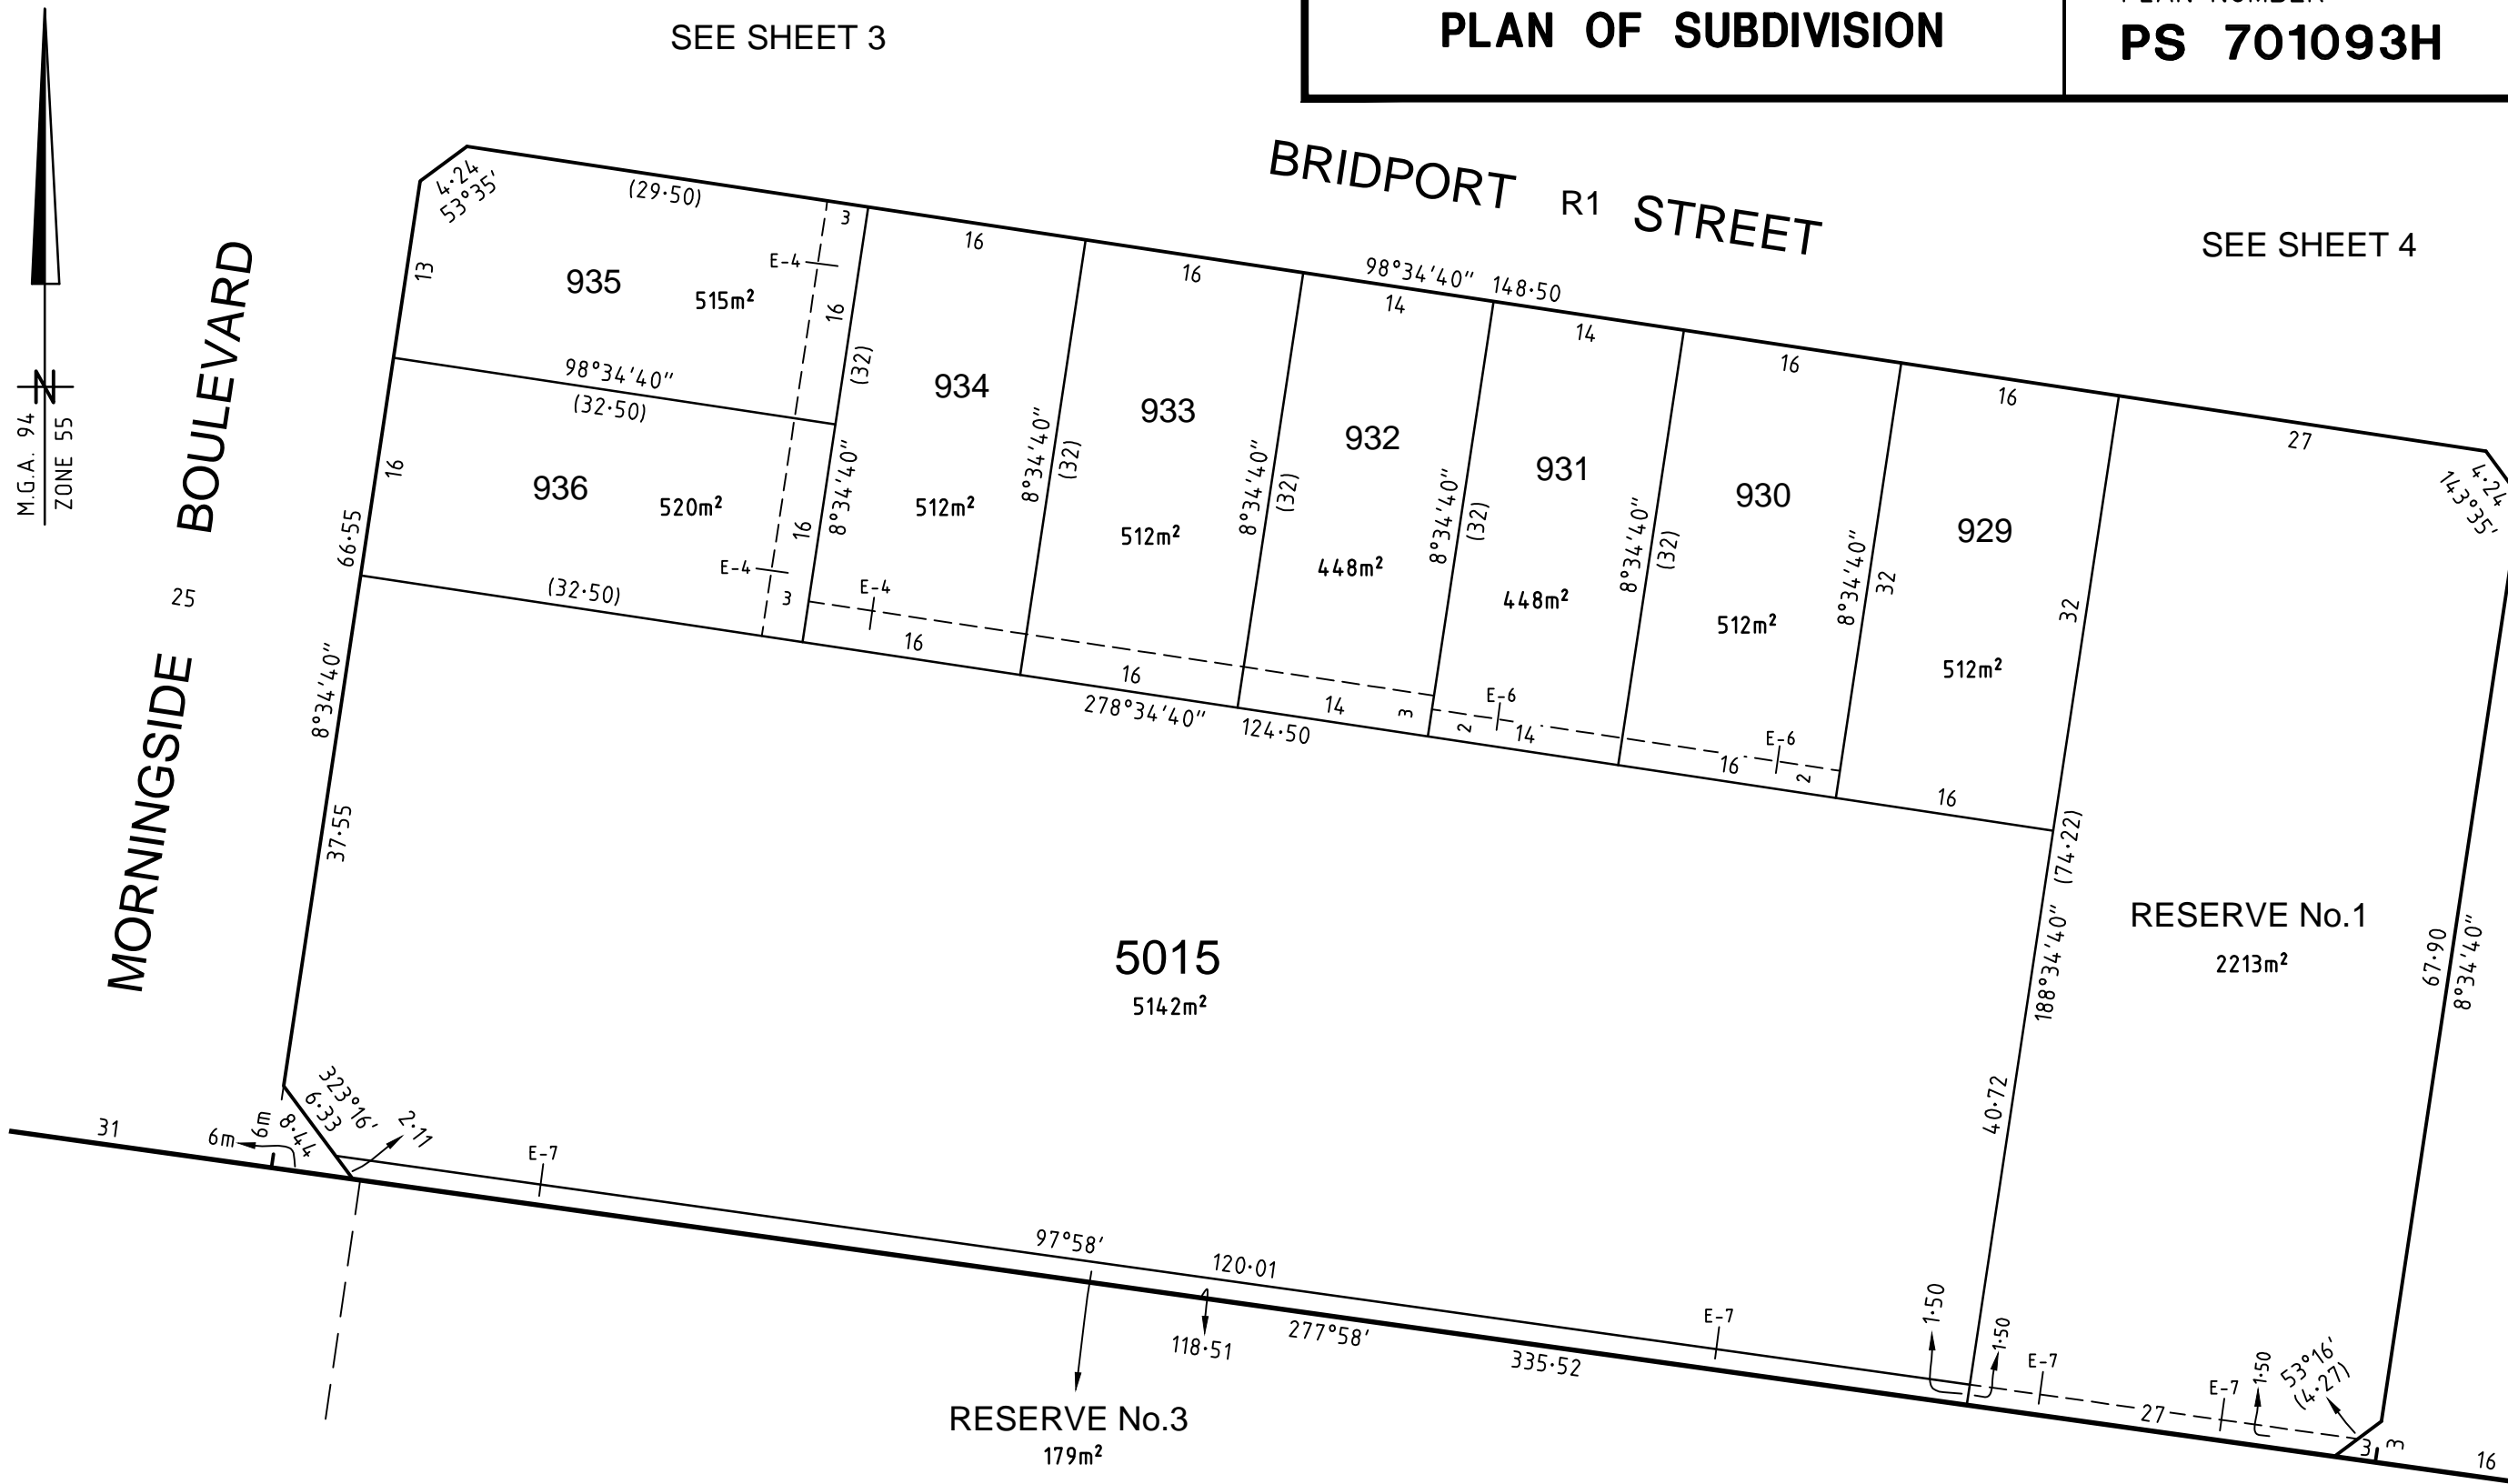 SEE SHEET 3
PLAN OF SUBDIVISION
PS 701093H
BRIDPORT R1 STREET
SEE SHEET 4
M.G.A. 94
ZONE 55
N
MORNINGSIDE 25 BOULEVARD
4·24
53°35'
(29·50)
3
16
16
98°34'40" 148·50
14
14
16
16
27
4·24
143°35'
13
935
515m²
E-4
16
(32)
98°34'40"
(32·50)
16
936
520m²
E-4
3
16
8°34'40"
(32·50)
66·55
8°34'40"
37·55
934
512m²
E-4
16
8°34'40"
(32)
933
512m²
16
8°34'40"
(32)
932
448m²
14
3
8°34'40"
(32)
931
448m²
E-6
2
14
8°34'40"
(32)
930
512m²
E-6
16
2
8°34'40"
32
929
512m²
16
32
278°34'40" 124·50
188°34'40" (74·22)
40·72
RESERVE No.1
2213m²
67·90
8°34'40"
5015
5142m²
323°16'
6·33
8·44
2·11
31
6m
6m
E-7
97°58'
120·01
118·51
277°58'
335·52
E-7
1·50
1·50
E-7
27
E-7
1·50
53°16'
(4·27)
3
3
16
RESERVE No.3
179m²